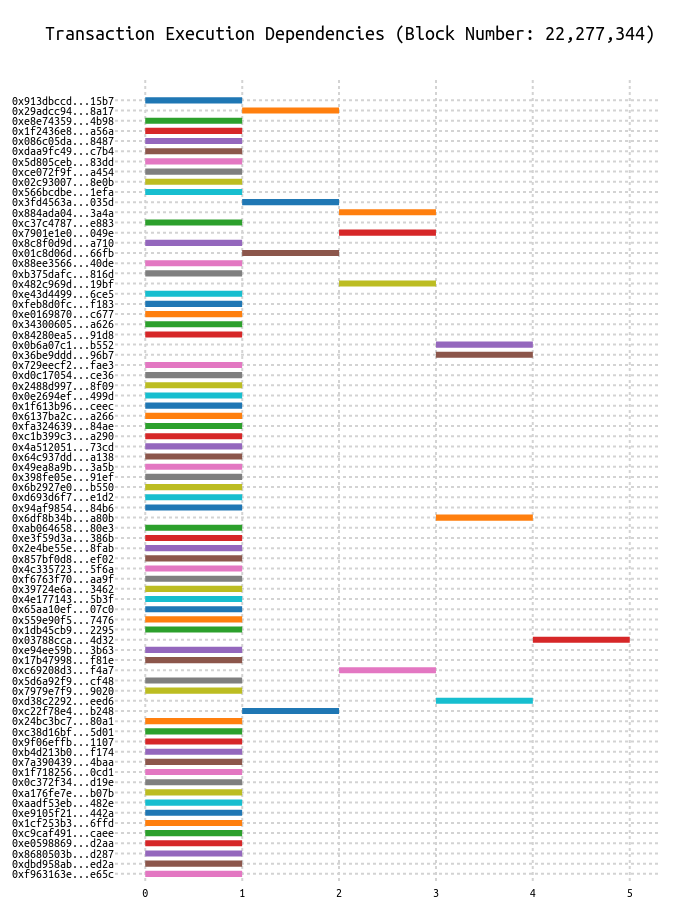 Transaction Execution Dependencies (Block Number: 22,277,344)
0x913dbccd...15b7
0x29adcc94...8a17
0xe8e74359...4b98
0x1f2436e8...a56a
0x086c05da...8487
0xdaa9fc49...c7b4
0x5d805ceb...83dd
0xce072f9f...a454
0x02c93007...8e0b
0x566bcdbe...1efa
0x3fd4563a...035d
0x884ada04...3a4a
0xc37c4787...e883
0x7901e1e0...049e
0x8c8f0d9d...a710
0x01c8d06d...66fb
0x88ee3566...40de
0xb375dafc...816d
0x482c969d...19bf
0xe43d4499...6ce5
0xfeb8d0fc...f183
0xe0169870...c677
0x34300605...a626
0x84280ea5...91d8
0x0b6a07c1...b552
0x36be9ddd...96b7
0x729eecf2...fae3
0xd0c17054...ce36
0x2488d997...8f09
0x0e2694ef...499d
0x1f613b96...ceec
0x6137ba2c...a266
0xfa324639...84ae
0xc1b399c3...a290
0x4a512051...73cd
0x64c937dd...a138
0x49ea8a9b...3a5b
0x398fe05e...91ef
0x6b2927e0...b550
0xd693d6f7...e1d2
0x94af9854...84b6
0x6df8b34b...a80b
0xab064658...80e3
0xe3f59d3a...386b
0x2e4be55e...8fab
0x857bf0d8...ef02
0x4c335723...5f6a
0xf6763f70...aa9f
0x39724e6a...3462
0x4e177143...5b3f
0x65aa10ef...07c0
0x559e90f5...7476
0x1db45cb9...2295
0x03788cca...4d32
0xe94ee59b...3b63
0x17b47998...f81e
0xc69208d3...f4a7
0x5d6a92f9...cf48
0x7979e7f9...9020
0xd38c2292...eed6
0xc22f78e4...b248
0x24bc3bc7...80a1
0xc38d16bf...5d01
0x9f06effb...1107
0xb4d213b0...f174
0x7a390439...4baa
0x1f718256...0cd1
0x0c372f34...d19e
0xa176fe7e...b07b
0xaadf53eb...482e
0xe9105f21...442a
0x1cf253b3...6ffd
0xc9caf491...caee
0xe0598869...d2aa
0x8680503b...d287
0xdbd958ab...ed2a
0xf963163e...e65c
0 1 2 3 4 5